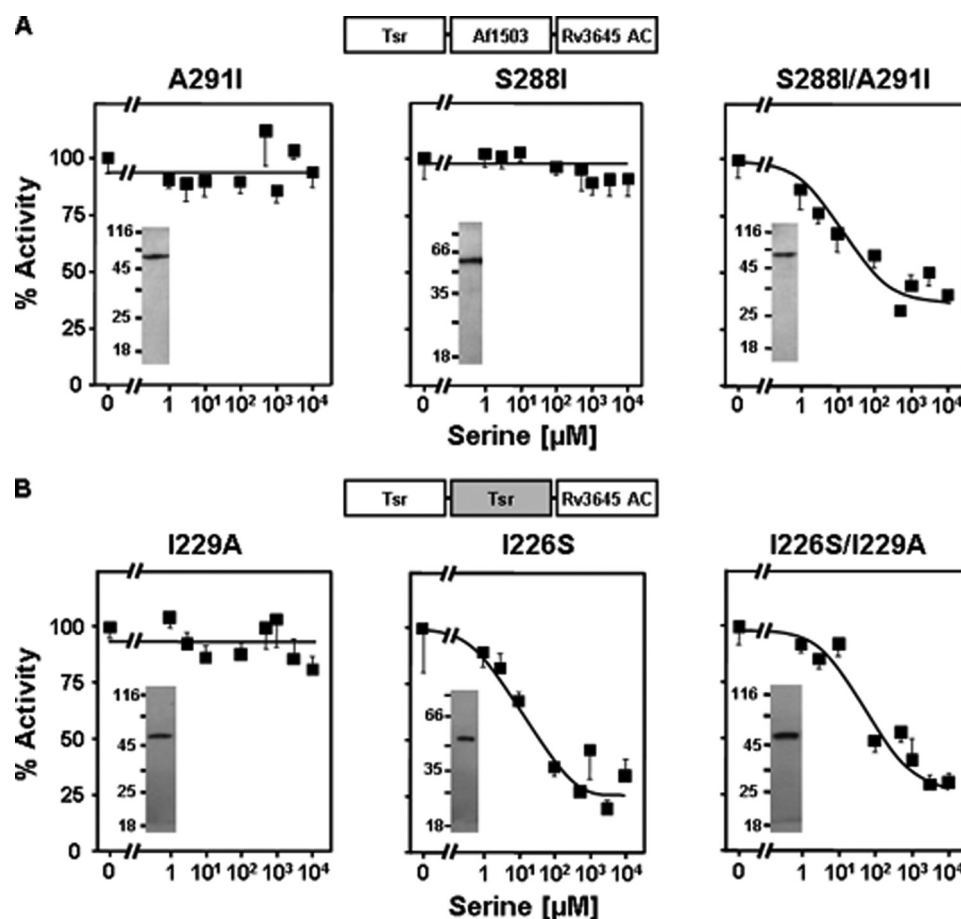 A
Tsr Af1503 Rv3645 AC
A291I S288I S288I/A291I
% Activity
100
75
50
25
0
116
45
25
18
66
35
18
116
45
25
18
0 1 10¹ 10² 10³ 10⁴ 0 1 10¹ 10² 10³ 10⁴ 0 1 10¹ 10² 10³ 10⁴
Serine [µM]
B
Tsr Tsr Rv3645 AC
I229A I226S I226S/I229A
% Activity
100
75
50
25
0
116
45
25
18
66
35
18
116
45
25
18
0 1 10¹ 10² 10³ 10⁴ 0 1 10¹ 10² 10³ 10⁴ 0 1 10¹ 10² 10³ 10⁴
Serine [µM]